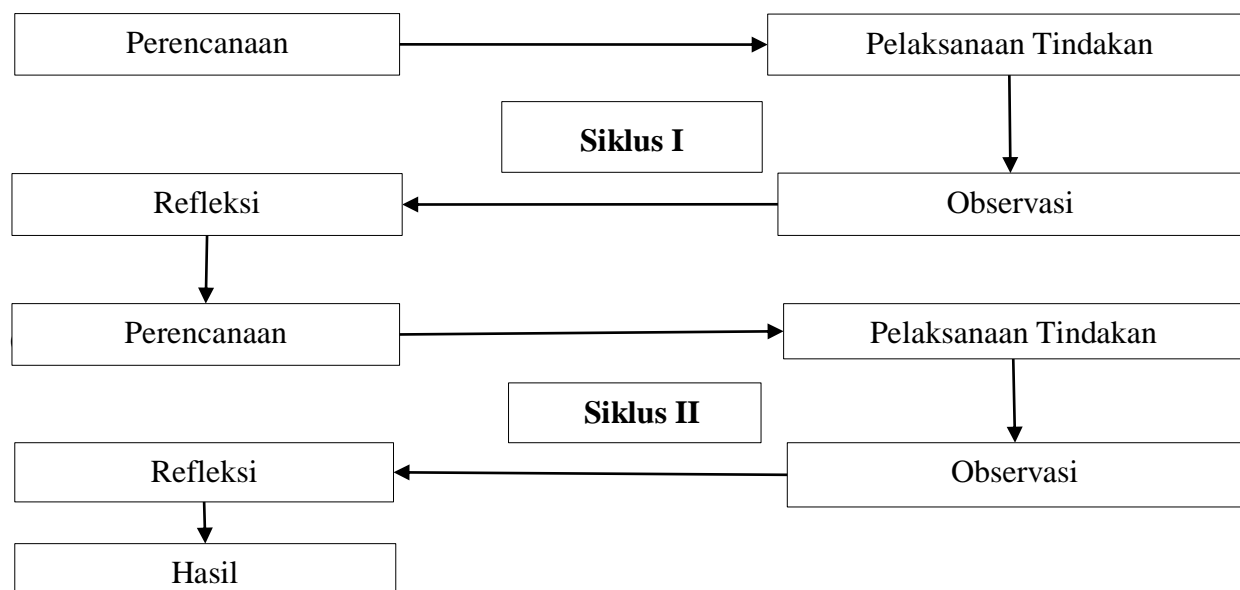 Perencanaan
Pelaksanaan Tindakan
Siklus I
Refleksi
Observasi
Perencanaan
Pelaksanaan Tindakan
Siklus II
Refleksi
Observasi
Hasil